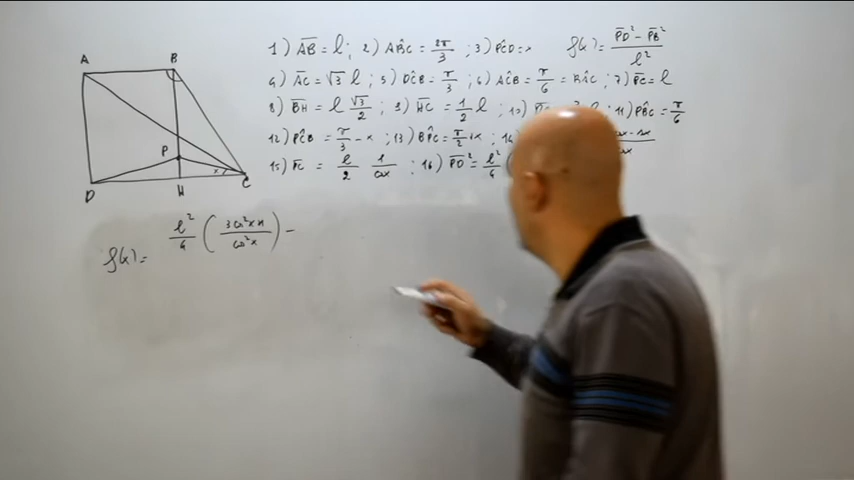 A B
1) AB = l ; 2) ABC = 2π/3 ; 3) PCD = x f(x) = PD² - PB² / l²
4) AC = √3 l ; 5) DCB = π/3 ; 6) ACB = π/6 = BAC ; 7) BC = l
8) BH = l √3/2 ; 9) HC = 1/2 l ; 10) l ; 11) PBC = π/6
P
12) PCB = π/3 - x ; 13) BPC = π/2 + x ;
x C
15) PC = l/2 1/cos x ; 16) PD² = l²/4 (
D H
f(x) = l²/4 ( 3cos²x+1 / cos²x ) -